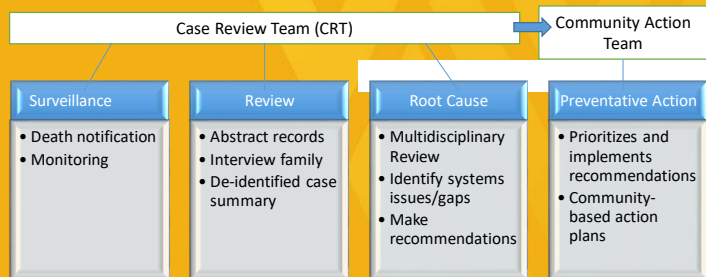 Case Review Team (CRT)
Community Action
Team
Surveillance
• Death notification
• Monitoring
Review
• Abstract records
• Interview family
• De-identified case
summary
Root Cause
• Multidisciplinary
Review
• Identify systems
issues/gaps
• Make
recommendations
Preventative Action
• Prioritizes and
implements
recommendations
• Community-
based action
plans